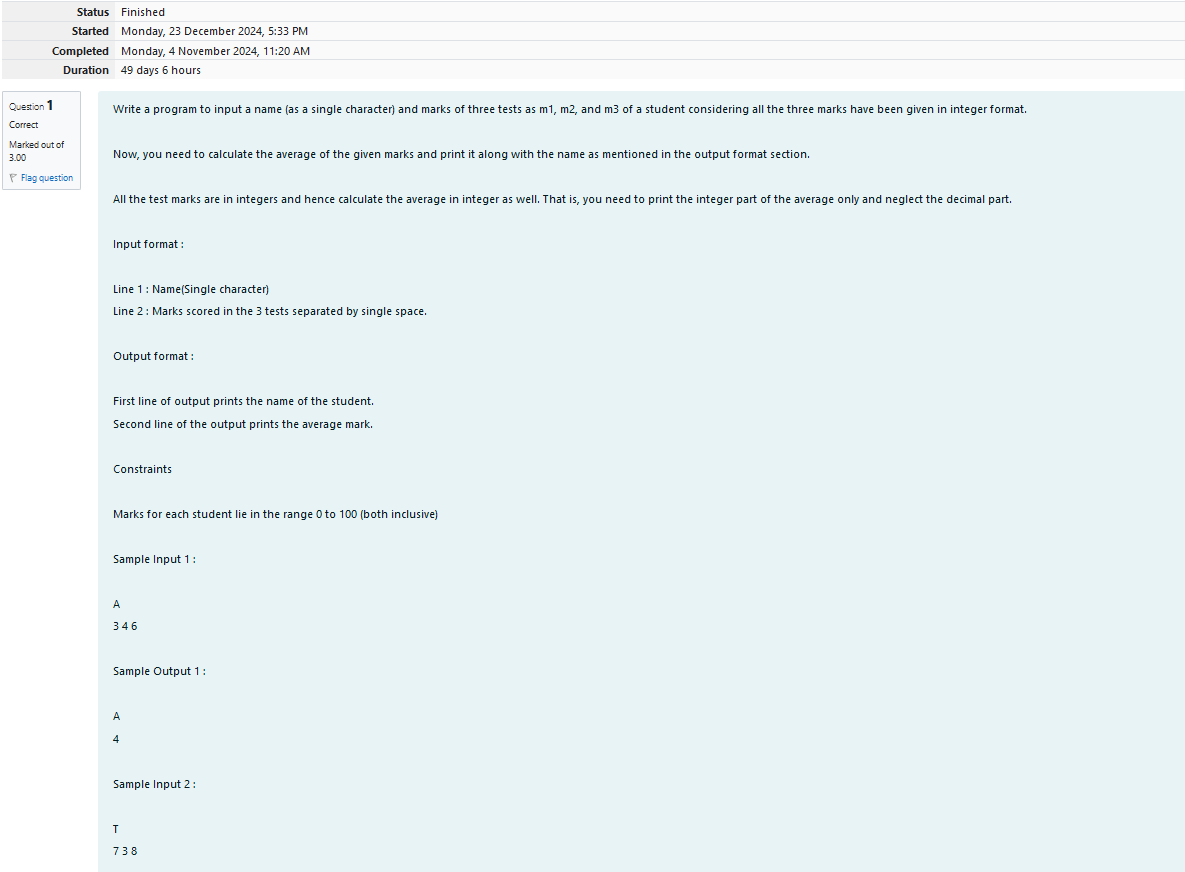 Status Finished
Started Monday, 23 December 2024, 5:33 PM
Completed Monday, 4 November 2024, 11:20 AM
Duration 49 days 6 hours
Question 1
Correct
Marked out of
3.00
Flag question
Write a program to input a name (as a single character) and marks of three tests as m1, m2, and m3 of a student considering all the three marks have been given in integer format.
Now, you need to calculate the average of the given marks and print it along with the name as mentioned in the output format section.
All the test marks are in integers and hence calculate the average in integer as well. That is, you need to print the integer part of the average only and neglect the decimal part.
Input format :
Line 1 : Name(Single character)
Line 2 : Marks scored in the 3 tests separated by single space.
Output format :
First line of output prints the name of the student.
Second line of the output prints the average mark.
Constraints
Marks for each student lie in the range 0 to 100 (both inclusive)
Sample Input 1 :
A
3 4 6
Sample Output 1 :
A
4
Sample Input 2 :
T
7 3 8